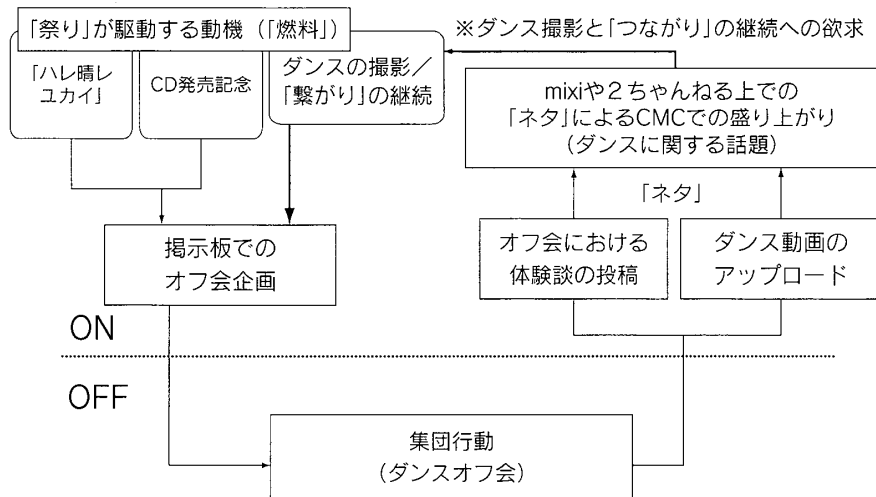 「祭り」が駆動する動機（「燃料」）
※ダンス撮影と「つながり」の継続への欲求
「ハレ晴レ
ユカイ」
CD発売記念
ダンスの撮影／
「繋がり」の継続
mixiや２ちゃんねる上での
「ネタ」によるCMCでの盛り上がり
（ダンスに関する話題）
「ネタ」
掲示板での
オフ会企画
オフ会における
体験談の投稿
ダンス動画の
アップロード
ON
OFF
集団行動
（ダンスオフ会）